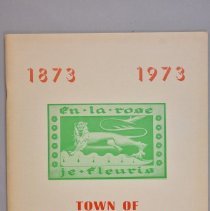 1873 1973
en·la·rose
je·fleuris
TOWN OF